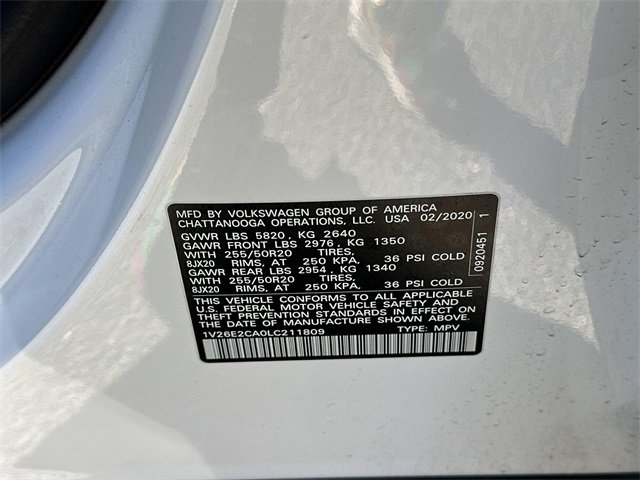 MFD BY VOLKSWAGEN GROUP OF AMERICA
CHATTANOOGA OPERATIONS, LLC. USA 02/2020
GVWR LBS 5820 , KG 2640
GAWR FRONT LBS 2976 , KG 1350
WITH 255/50R20 TIRES,
8JX20 RIMS, AT 250 KPA, 36 PSI COLD
GAWR REAR LBS 2954 , KG 1340
WITH 255/50R20 TIRES,
8JX20 RIMS, AT 250 KPA, 36 PSI COLD
THIS VEHICLE CONFORMS TO ALL APPLICABLE
U.S. FEDERAL MOTOR VEHICLE SAFETY AND
THEFT PREVENTION STANDARDS IN EFFECT ON
THE DATE OF MANUFACTURE SHOWN ABOVE
1V26E2CA0LC211809 TYPE: MPV
0920451 1